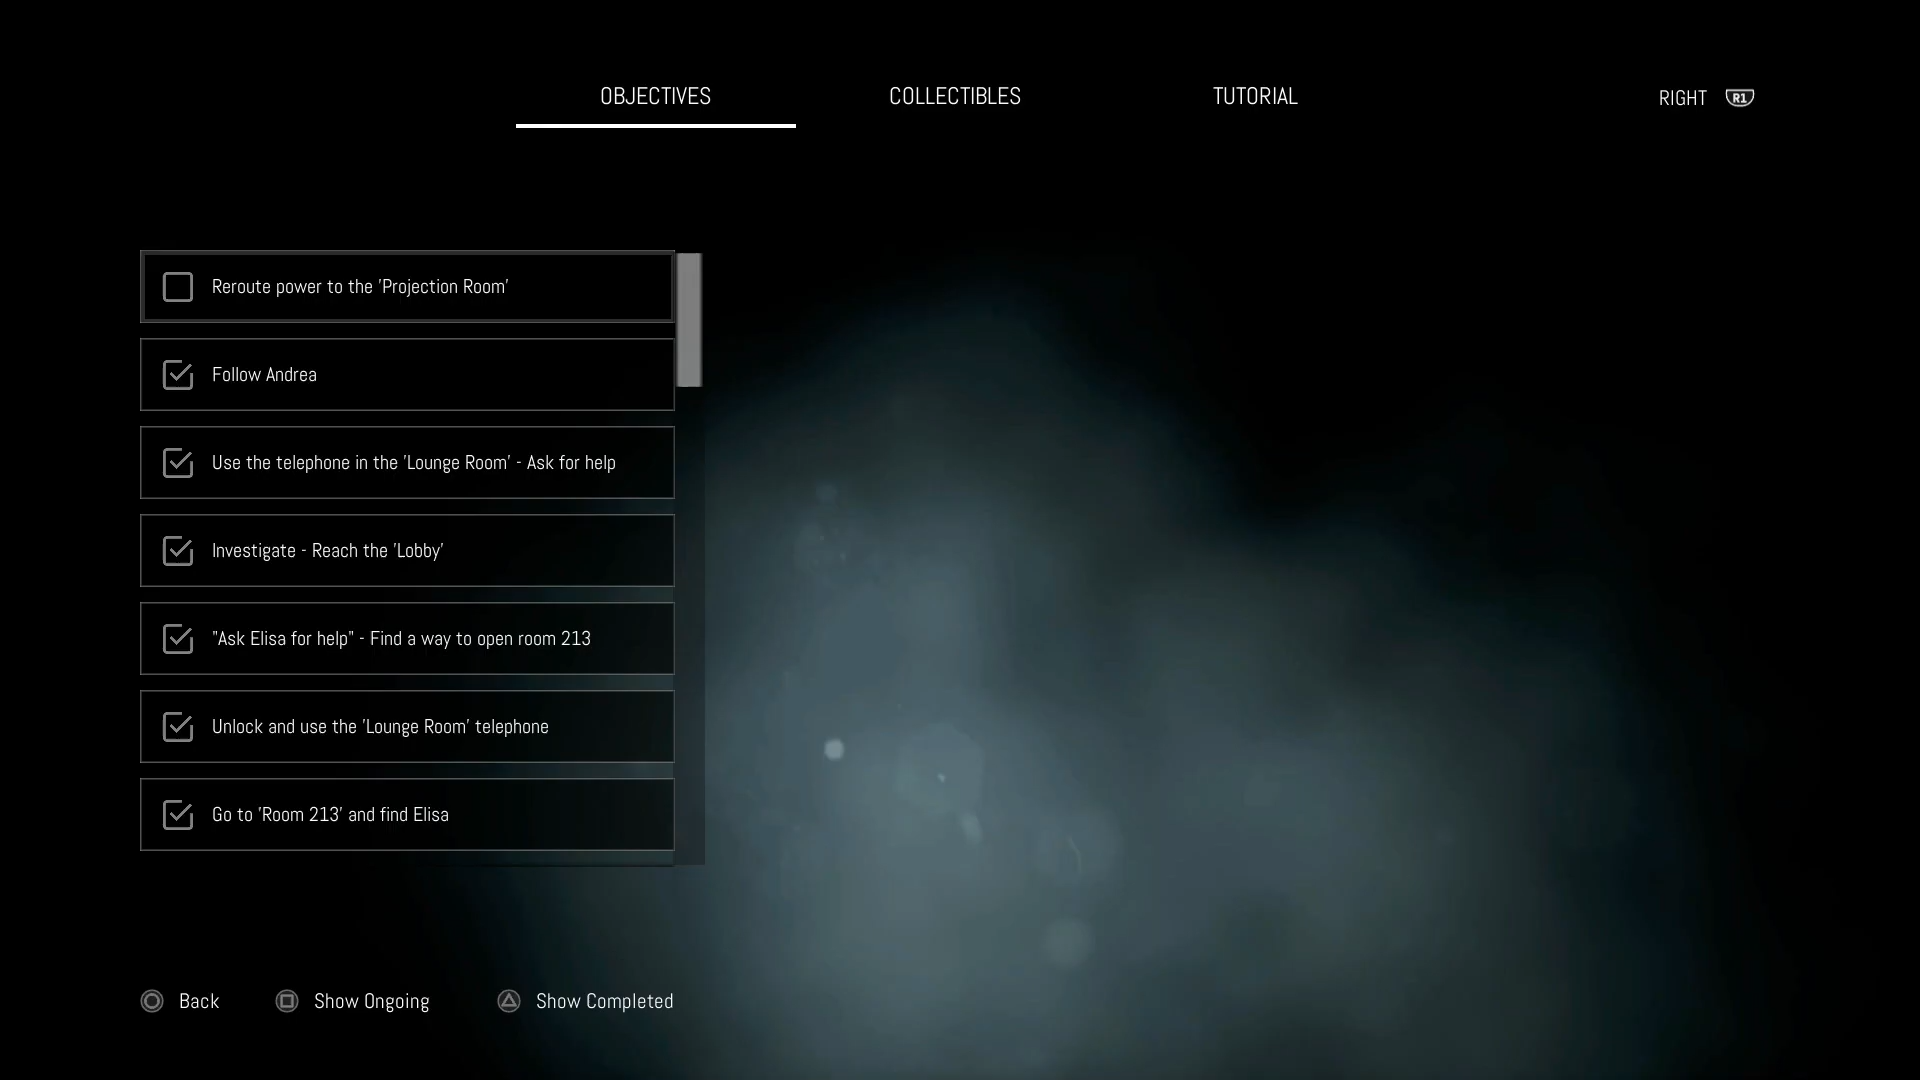 OBJECTIVES COLLECTIBLES TUTORIAL RIGHT R1
Reroute power to the 'Projection Room'
Follow Andrea
Use the telephone in the 'Lounge Room' - Ask for help
Investigate - Reach the 'Lobby'
"Ask Elisa for help" - Find a way to open room 213
Unlock and use the 'Lounge Room' telephone
Go to 'Room 213' and find Elisa
Back Show Ongoing Show Completed